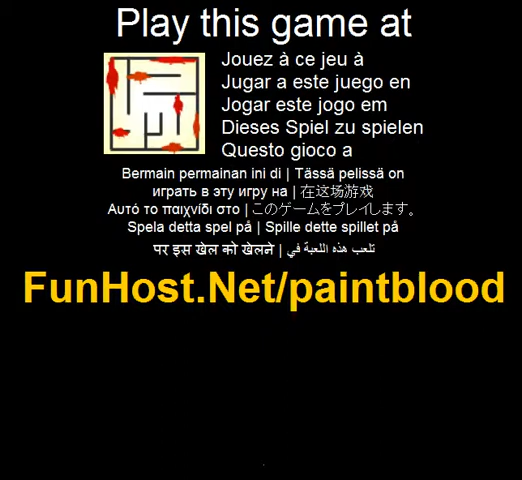 Play this game at
Jouez à ce jeu à
Jugar a este juego en
Jogar este jogo em
Dieses Spiel zu spielen
Questo gioco a
Bermain permainan ini di | Tässä pelissä on
играть в эту игру на | 在这场游戏
Αυτό το παιχνίδι στο | このゲームをプレイします。
Spela detta spel på | Spille dette spillet på
पर इस खेल को खेलने | تلعب هذه اللعبة في
FunHost.Net/paintblood